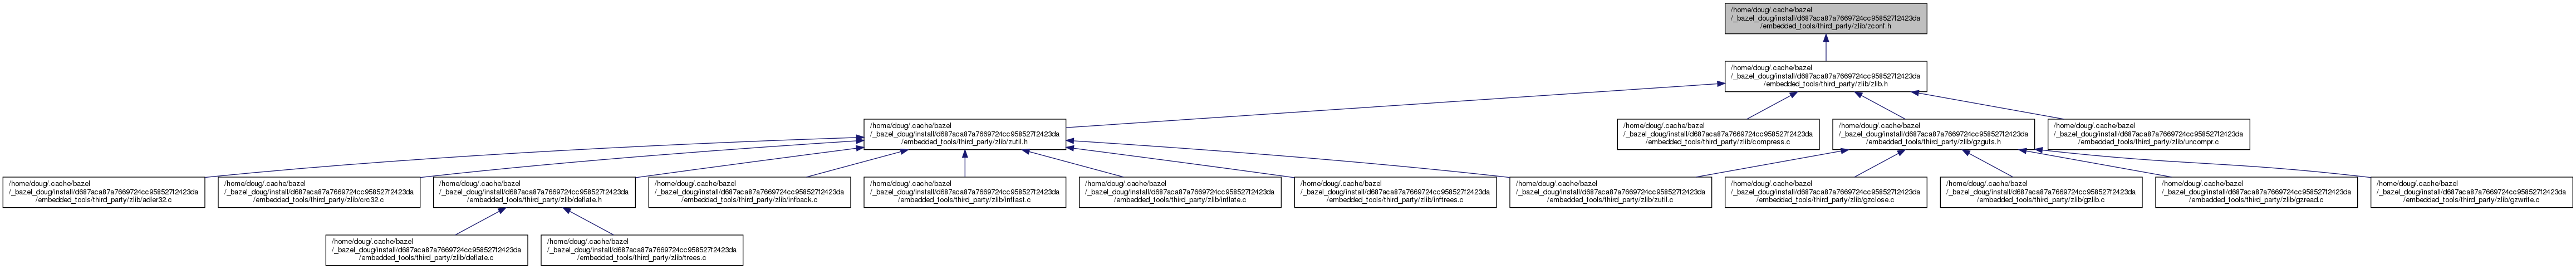 /home/doug/.cache/bazel
/_bazel_doug/install/d687aca87a7669724cc958527f2423da
/embedded_tools/third_party/zlib/zconf.h
/home/doug/.cache/bazel
/_bazel_doug/install/d687aca87a7669724cc958527f2423da
/embedded_tools/third_party/zlib/zlib.h
/home/doug/.cache/bazel
/_bazel_doug/install/d687aca87a7669724cc958527f2423da
/embedded_tools/third_party/zlib/zutil.h
/home/doug/.cache/bazel
/_bazel_doug/install/d687aca87a7669724cc958527f2423da
/embedded_tools/third_party/zlib/compress.c
/home/doug/.cache/bazel
/_bazel_doug/install/d687aca87a7669724cc958527f2423da
/embedded_tools/third_party/zlib/gzguts.h
/home/doug/.cache/bazel
/_bazel_doug/install/d687aca87a7669724cc958527f2423da
/embedded_tools/third_party/zlib/uncompr.c
/home/doug/.cache/bazel
/_bazel_doug/install/d687aca87a7669724cc958527f2423da
/embedded_tools/third_party/zlib/adler32.c
/home/doug/.cache/bazel
/_bazel_doug/install/d687aca87a7669724cc958527f2423da
/embedded_tools/third_party/zlib/crc32.c
/home/doug/.cache/bazel
/_bazel_doug/install/d687aca87a7669724cc958527f2423da
/embedded_tools/third_party/zlib/deflate.h
/home/doug/.cache/bazel
/_bazel_doug/install/d687aca87a7669724cc958527f2423da
/embedded_tools/third_party/zlib/infback.c
/home/doug/.cache/bazel
/_bazel_doug/install/d687aca87a7669724cc958527f2423da
/embedded_tools/third_party/zlib/inffast.c
/home/doug/.cache/bazel
/_bazel_doug/install/d687aca87a7669724cc958527f2423da
/embedded_tools/third_party/zlib/inflate.c
/home/doug/.cache/bazel
/_bazel_doug/install/d687aca87a7669724cc958527f2423da
/embedded_tools/third_party/zlib/inftrees.c
/home/doug/.cache/bazel
/_bazel_doug/install/d687aca87a7669724cc958527f2423da
/embedded_tools/third_party/zlib/zutil.c
/home/doug/.cache/bazel
/_bazel_doug/install/d687aca87a7669724cc958527f2423da
/embedded_tools/third_party/zlib/gzclose.c
/home/doug/.cache/bazel
/_bazel_doug/install/d687aca87a7669724cc958527f2423da
/embedded_tools/third_party/zlib/gzlib.c
/home/doug/.cache/bazel
/_bazel_doug/install/d687aca87a7669724cc958527f2423da
/embedded_tools/third_party/zlib/gzread.c
/home/doug/.cache/bazel
/_bazel_doug/install/d687aca87a7669724cc958527f2423da
/embedded_tools/third_party/zlib/gzwrite.c
/home/doug/.cache/bazel
/_bazel_doug/install/d687aca87a7669724cc958527f2423da
/embedded_tools/third_party/zlib/deflate.c
/home/doug/.cache/bazel
/_bazel_doug/install/d687aca87a7669724cc958527f2423da
/embedded_tools/third_party/zlib/trees.c